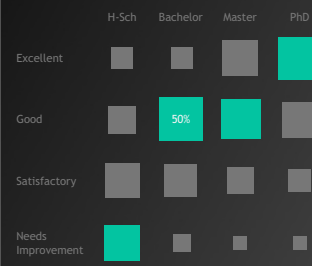 H-Sch Bachelor Master PhD
Excellent
Good 50%
Satisfactory
Needs
Improvement